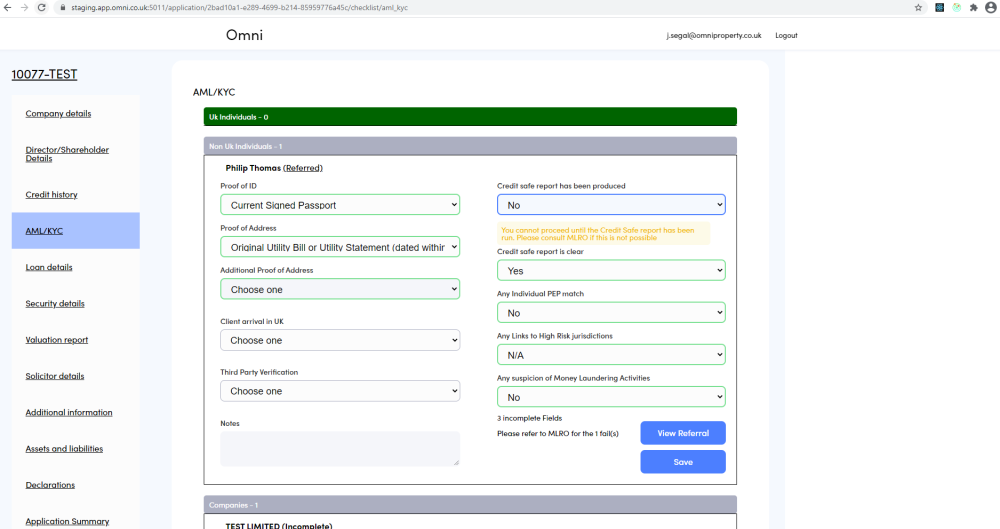 staging.app.omni.co.uk:5011/application/2bad10a1-e289-4699-b214-85959776a45c/checklist/aml_kyc
Omni
j.segal@omniproperty.co.uk
Logout
10077-TEST
Company details
Director/Shareholder
Details
Credit history
AML/KYC
Loan details
Security details
Valuation report
Solicitor details
Additional information
Assets and liabilities
Declarations
Application Summary
AML/KYC
Uk Individuals - 0
Non Uk Individuals - 1
Philip Thomas (Referred)
Proof of ID
Current Signed Passport
Proof of Address
Original Utility Bill or Utility Statement (dated withir
Additional Proof of Address
Choose one
Client arrival in UK
Choose one
Third Party Verification
Choose one
Notes
Credit safe report has been produced
No
You cannot proceed until the Credit Safe report has been
run. Please consult MLRO if this is not possible
Credit safe report is clear
Yes
Any Individual PEP match
No
Any Links to High Risk jurisdictions
N/A
Any suspicion of Money Laundering Activities
No
3 incomplete Fields
Please refer to MLRO for the 1 fail(s)
View Referral
Save
Companies - 1
TEST LIMITED (Incomplete)